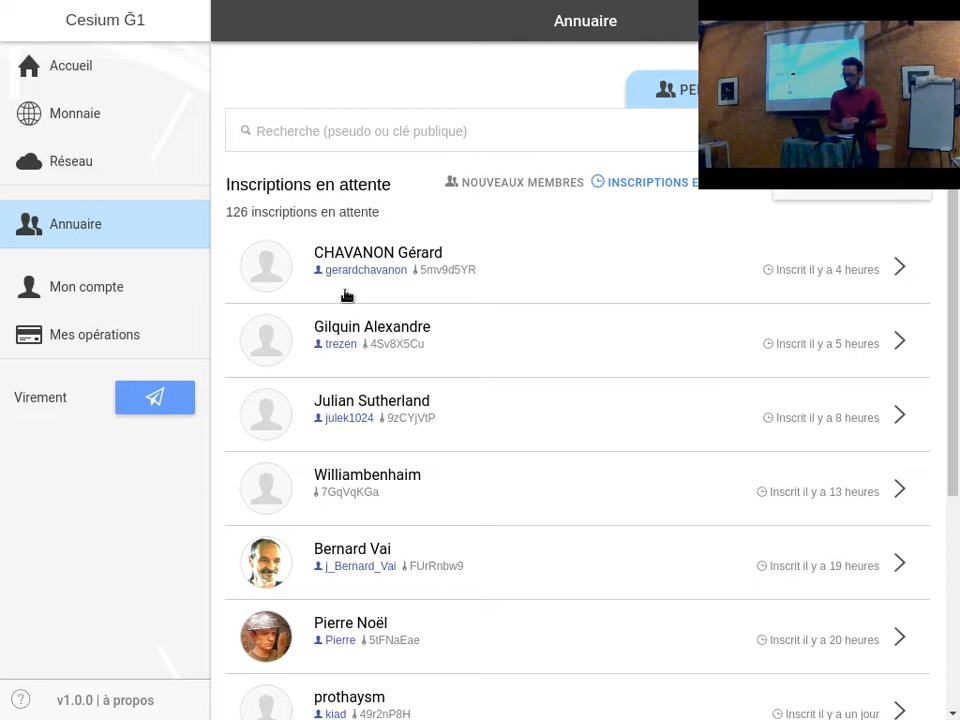 Cesium Ğ1
Annuaire
Accueil
Monnaie
Réseau
Annuaire
Mon compte
Mes opérations
Virement
v1.0.0 | à propos
Recherche (pseudo ou clé publique)
Inscriptions en attente
NOUVEAUX MEMBRES
INSCRIPTIONS
126 inscriptions en attente
CHAVANON Gérard
gerardchavanon 5mv9d5YR
Inscrit il y a 4 heures
Gilquin Alexandre
trezen 4Sv8X5Cu
Inscrit il y a 5 heures
Julian Sutherland
julek1024 9zCYjVtP
Inscrit il y a 8 heures
Williambenhaim
7GqVqKGa
Inscrit il y a 13 heures
Bernard Vai
j_Bernard_Vai FUrRnbw9
Inscrit il y a 19 heures
Pierre Noël
Pierre 5tFNaEae
Inscrit il y a 20 heures
prothaysm
kiad 49r2nP8H
Inscrit il y a un jour